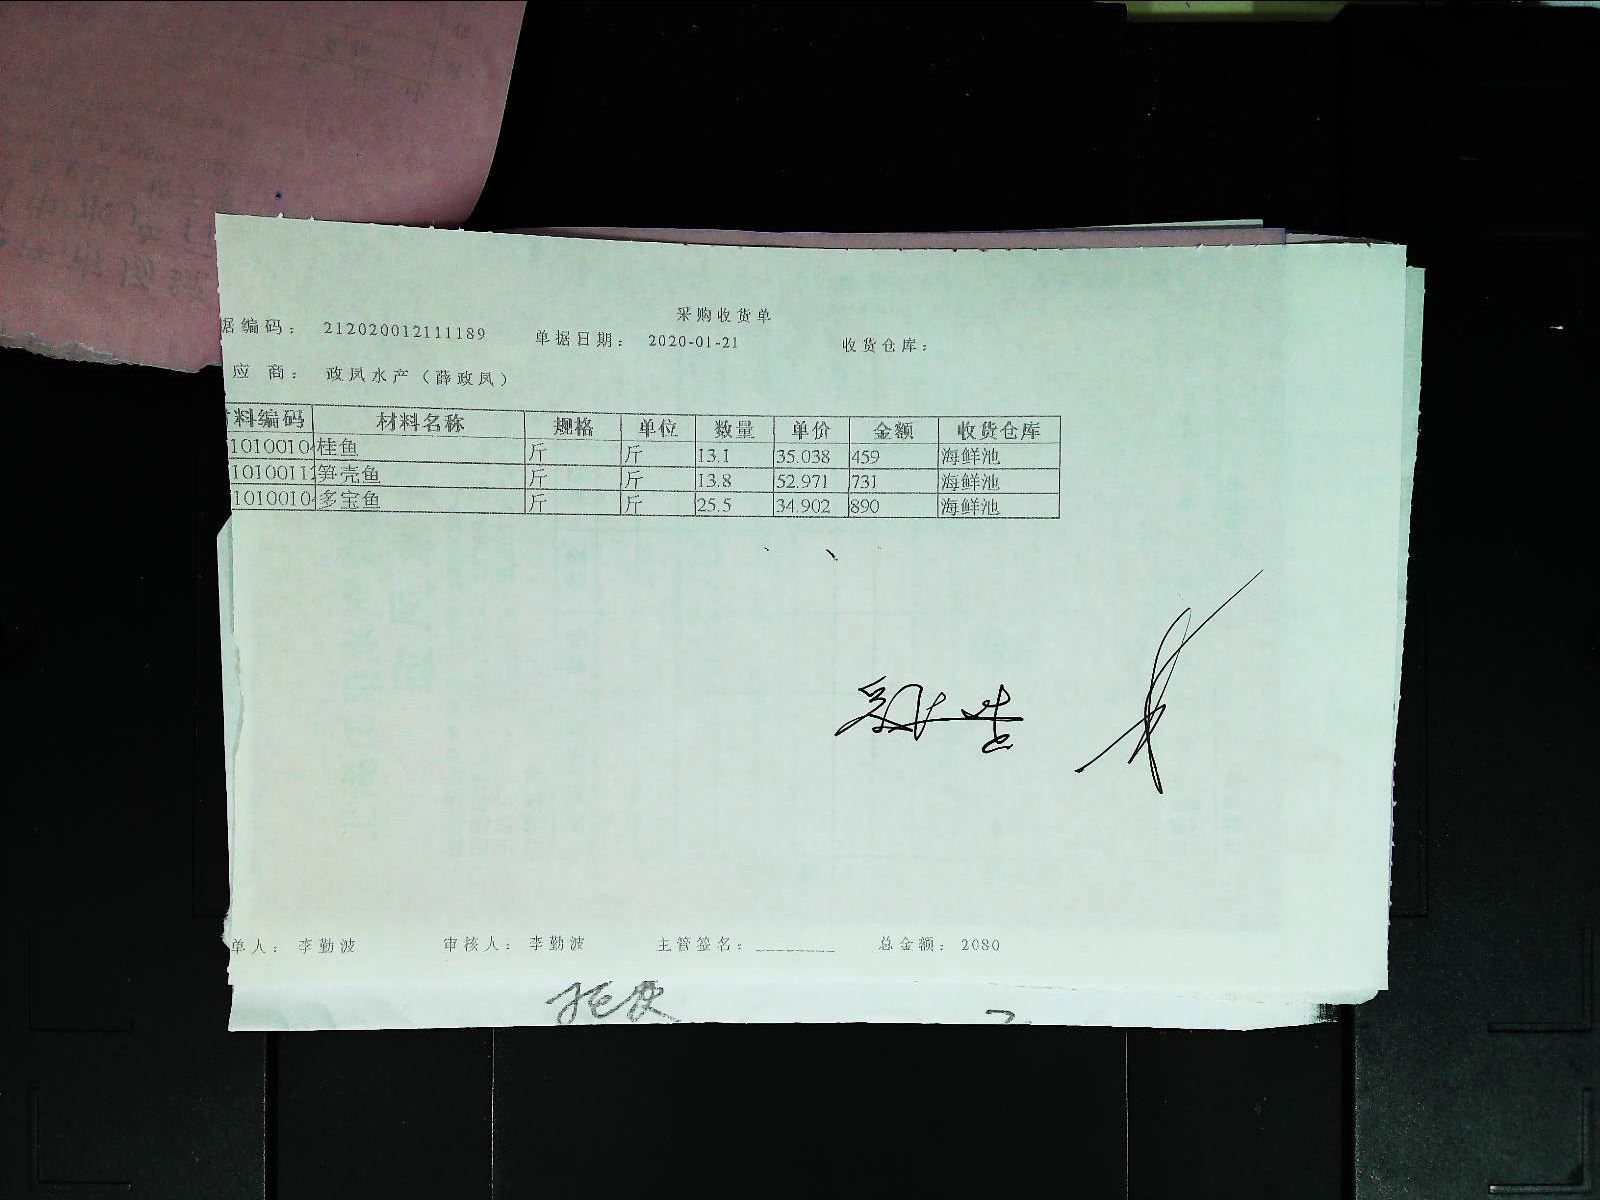 采购收货单
据编码： 212020012111189 单据日期： 2020-01-21 收货仓库：
应 商： 政凤水产（薛政凤）
料编码 材料名称 规格 单位 数量 单价 金额 收货仓库
1010010 桂鱼 斤 斤 13.1 35.038 459 海鲜池
1010011 笋壳鱼 斤 斤 13.8 52.971 731 海鲜池
1010010 多宝鱼 斤 斤 25.5 34.902 890 海鲜池
单人： 李勤波 审核人： 李勤波 主管签名：________ 总金额： 2080